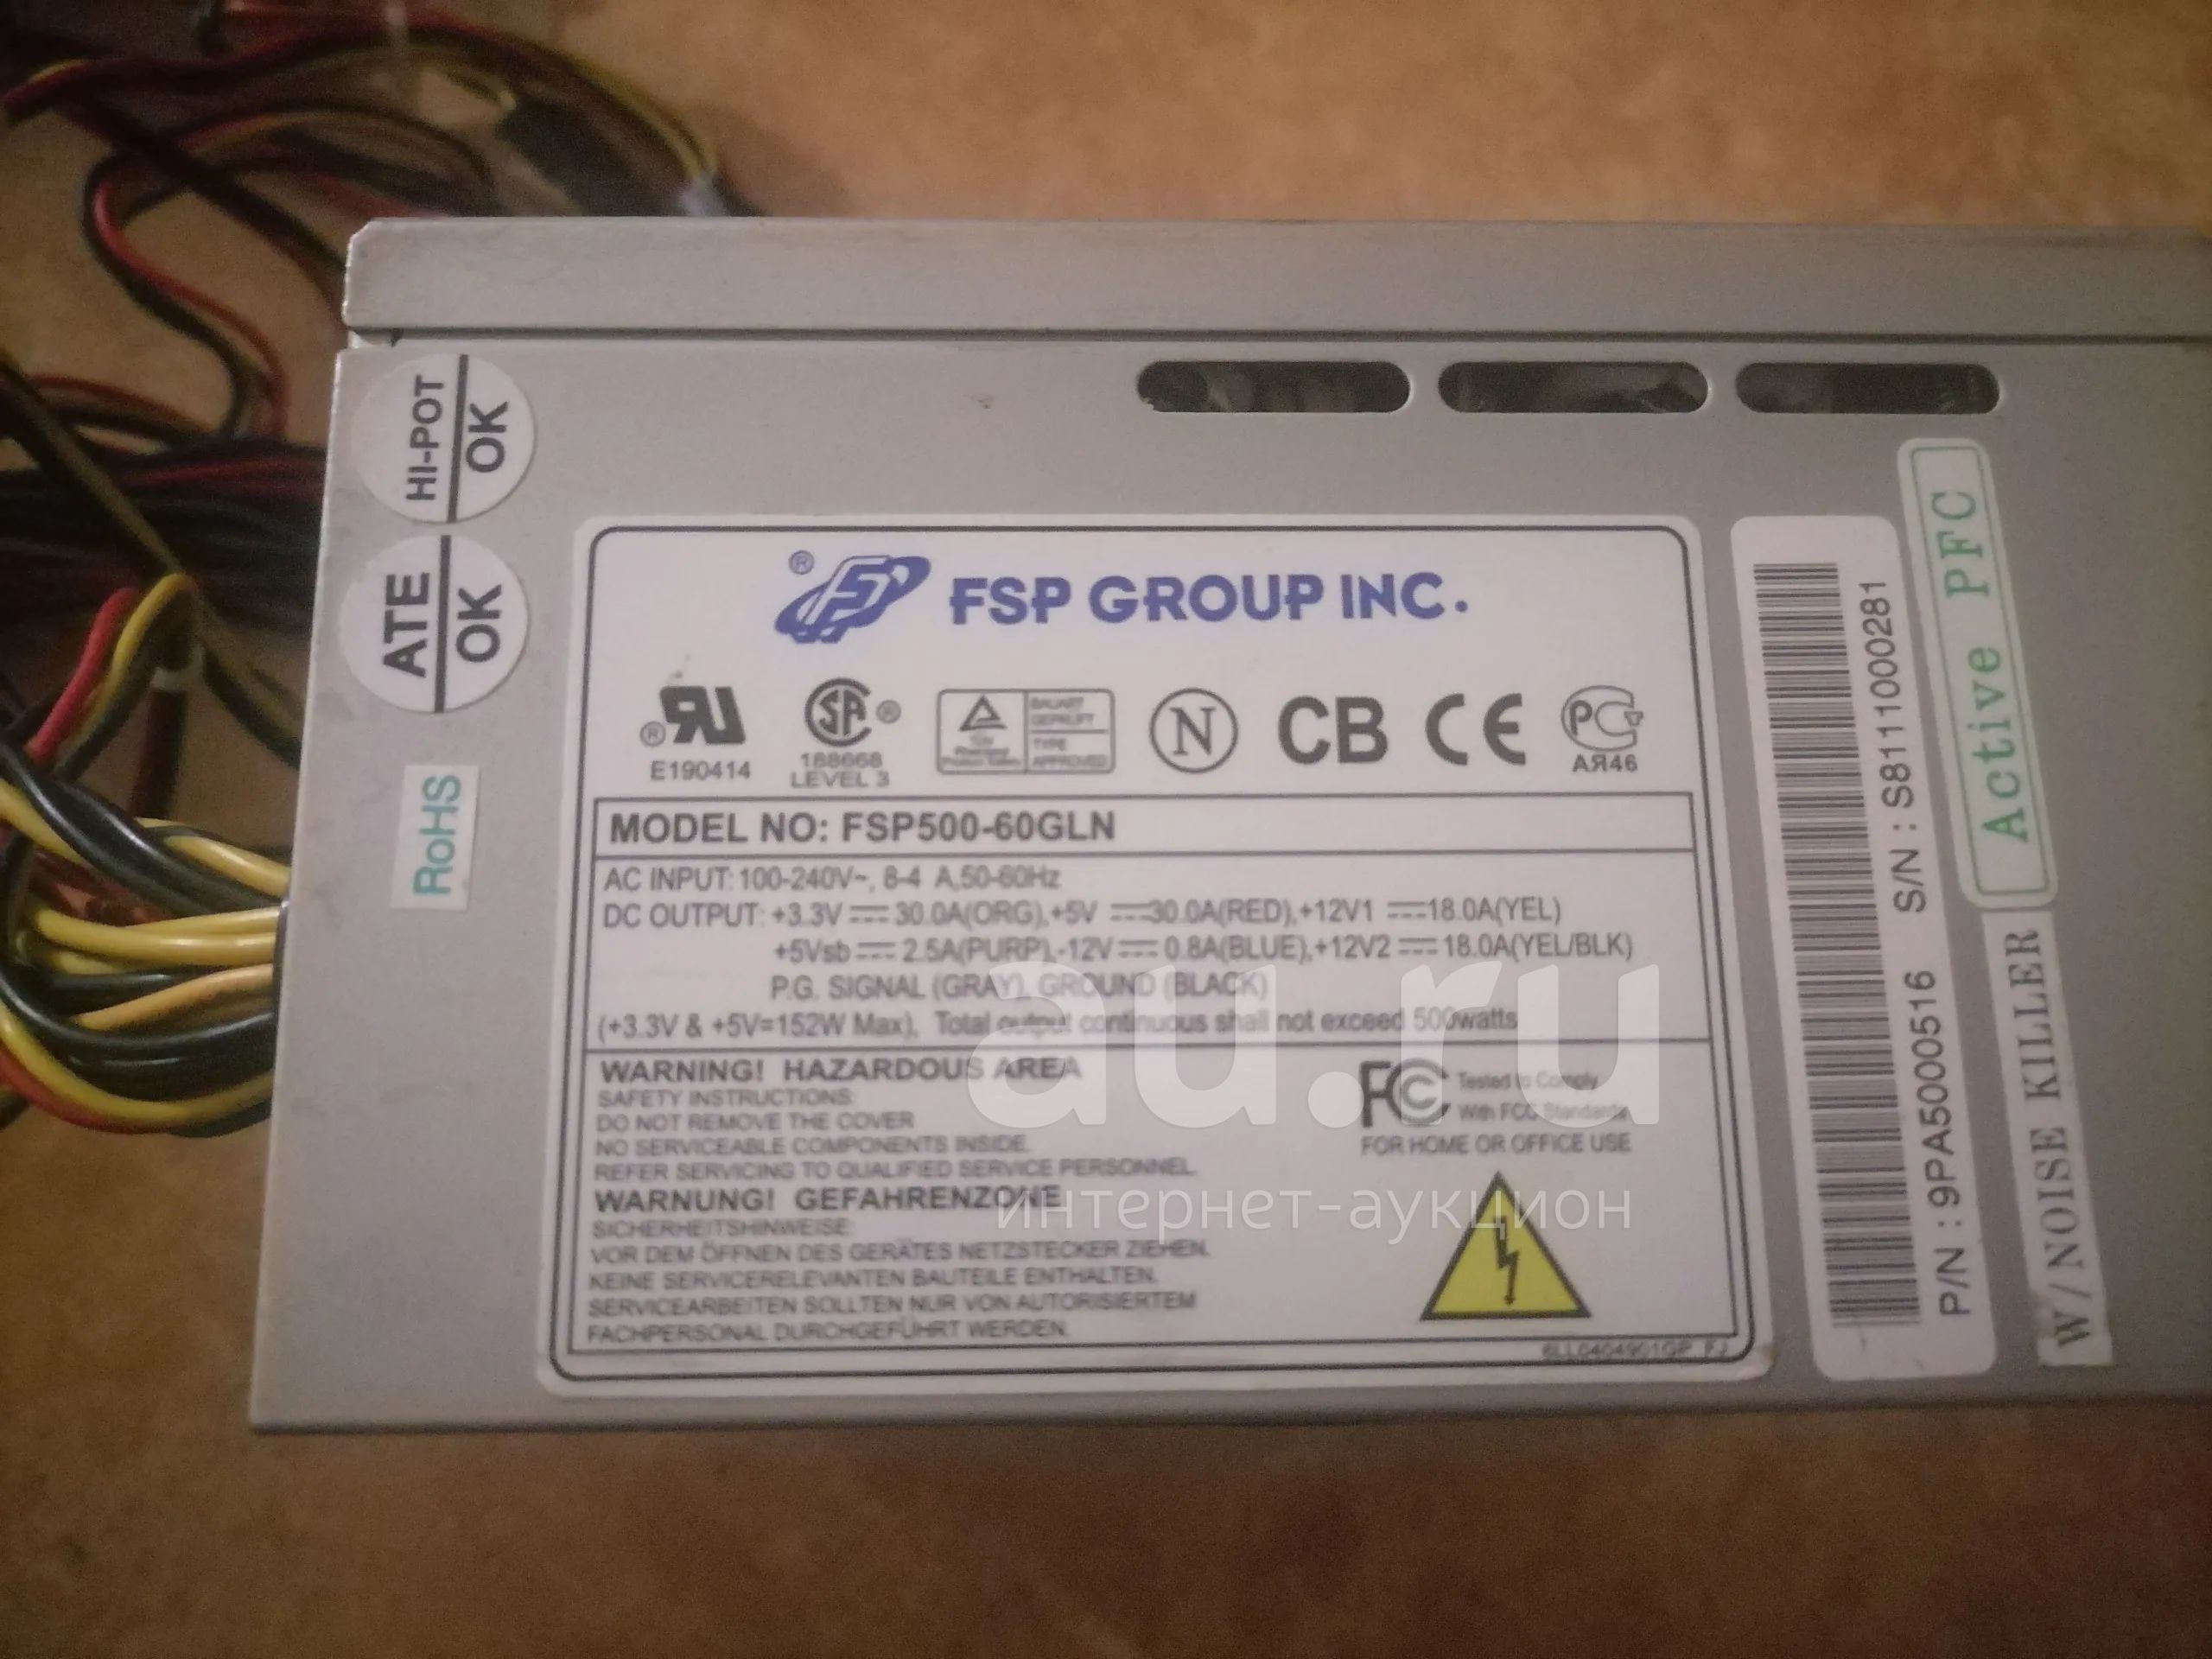 HI-POT
OK
ATE
OK
RoHS
® FSP GROUP INC.
®
E190414
®
188668
LEVEL 3
BAUART
GEPRÜFT
TYPE
APPROVED
N
CB
CE
АЯ46
MODEL NO: FSP500-60GLN
AC INPUT: 100-240V~, 8-4 A,50-60Hz
DC OUTPUT: +3.3V⎓30.0A(ORG),+5V ⎓30.0A(RED),+12V1 ⎓18.0A(YEL)
+5Vsb⎓2.5A(PURP),-12V⎓0.8A(BLUE),+12V2⎓18.0A(YEL/BLK)
P.G. SIGNAL (GRAY), GROUND (BLACK)
(+3.3V & +5V=152W Max), Total output continuous shall not exceed 500watts
WARNING! HAZARDOUS AREA
SAFETY INSTRUCTIONS:
DO NOT REMOVE THE COVER
NO SERVICEABLE COMPONENTS INSIDE.
REFER SERVICING TO QUALIFIED SERVICE PERSONNEL.
WARNUNG! GEFAHRENZONE
SICHERHEITSHINWEISE:
VOR DEM ÖFFNEN DES GERÄTES NETZSTECKER ZIEHEN.
KEINE SERVICERELEVANTEN BAUTEILE ENTHALTEN.
SERVICEARBEITEN SOLLTEN NUR VON AUTORISIERTEM
FACHPERSONAL DURCHGEFÜHRT WERDEN.
FC Tested to Comply
With FCC Standards
FOR HOME OR OFFICE USE
S/N : S8111000281
P/N : 9PA5000516
Active PFC
W/NOISE KILLER
au.ru
интернет-аукцион